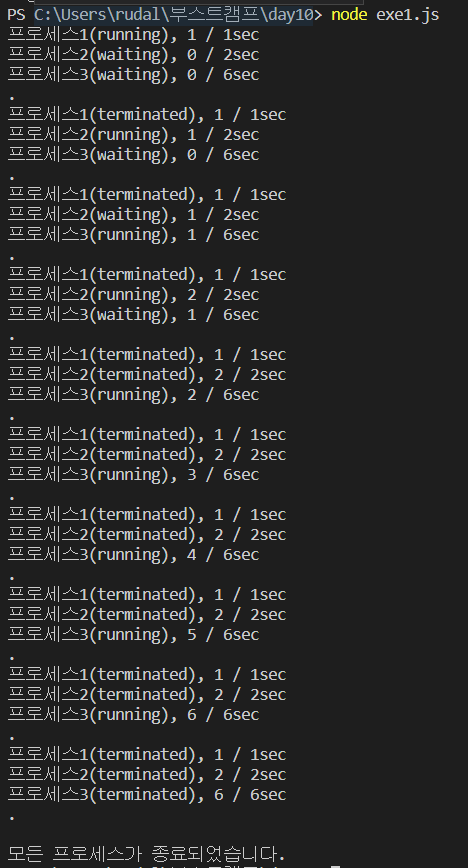 PS C:\Users\rudal\부스트캠프\day10> node exe1.js
프로세스1(running), 1 / 1sec
프로세스2(waiting), 0 / 2sec
프로세스3(waiting), 0 / 6sec
.
프로세스1(terminated), 1 / 1sec
프로세스2(running), 1 / 2sec
프로세스3(waiting), 0 / 6sec
.
프로세스1(terminated), 1 / 1sec
프로세스2(waiting), 1 / 2sec
프로세스3(running), 1 / 6sec
.
프로세스1(terminated), 1 / 1sec
프로세스2(running), 2 / 2sec
프로세스3(waiting), 1 / 6sec
.
프로세스1(terminated), 1 / 1sec
프로세스2(terminated), 2 / 2sec
프로세스3(running), 2 / 6sec
.
프로세스1(terminated), 1 / 1sec
프로세스2(terminated), 2 / 2sec
프로세스3(running), 3 / 6sec
.
프로세스1(terminated), 1 / 1sec
프로세스2(terminated), 2 / 2sec
프로세스3(running), 4 / 6sec
.
프로세스1(terminated), 1 / 1sec
프로세스2(terminated), 2 / 2sec
프로세스3(running), 5 / 6sec
.
프로세스1(terminated), 1 / 1sec
프로세스2(terminated), 2 / 2sec
프로세스3(running), 6 / 6sec
.
프로세스1(terminated), 1 / 1sec
프로세스2(terminated), 2 / 2sec
프로세스3(terminated), 6 / 6sec
.
모든 프로세스가 종료되었습니다.